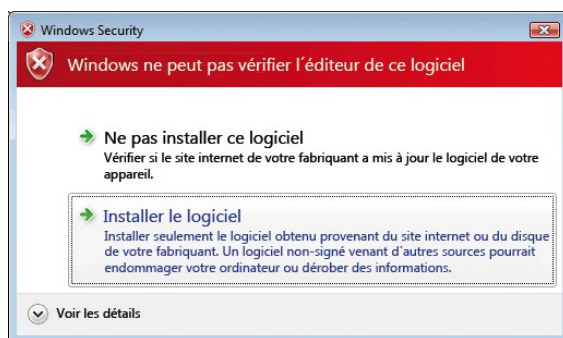 Windows Security
Windows ne peut pas vérifier l´éditeur de ce logiciel
Ne pas installer ce logiciel
Vérifier si le site internet de votre fabriquant a mis à jour le logiciel de votre
appareil.
Installer le logiciel
Installer seulement le logiciel obtenu provenant du site internet ou du disque
de votre fabriquant. Un logiciel non-signé venant d´autres sources pourrait
endommager votre ordinateur ou dérober des informations.
Voir les détails